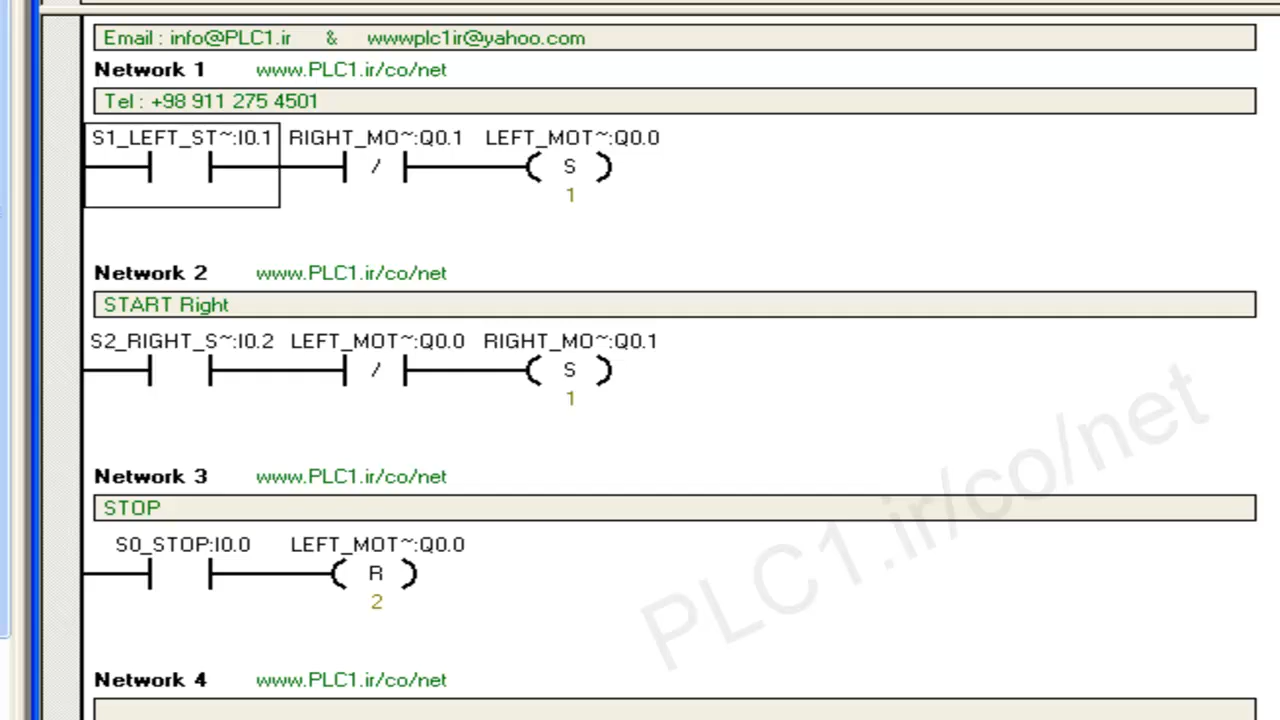 Email : info@PLC1.ir & wwwplc1ir@yahoo.com
Network 1 www.PLC1.ir/co/net
Tel : +98 911 275 4501
S1_LEFT_ST~:I0.1 RIGHT_MO~:Q0.1 LEFT_MOT~:Q0.0
/ S
1
Network 2 www.PLC1.ir/co/net
START Right
S2_RIGHT_S~:I0.2 LEFT_MOT~:Q0.0 RIGHT_MO~:Q0.1
/ S
1
Network 3 www.PLC1.ir/co/net
STOP
S0_STOP:I0.0 LEFT_MOT~:Q0.0
R
2
PLC1.ir/co/net
Network 4 www.PLC1.ir/co/net